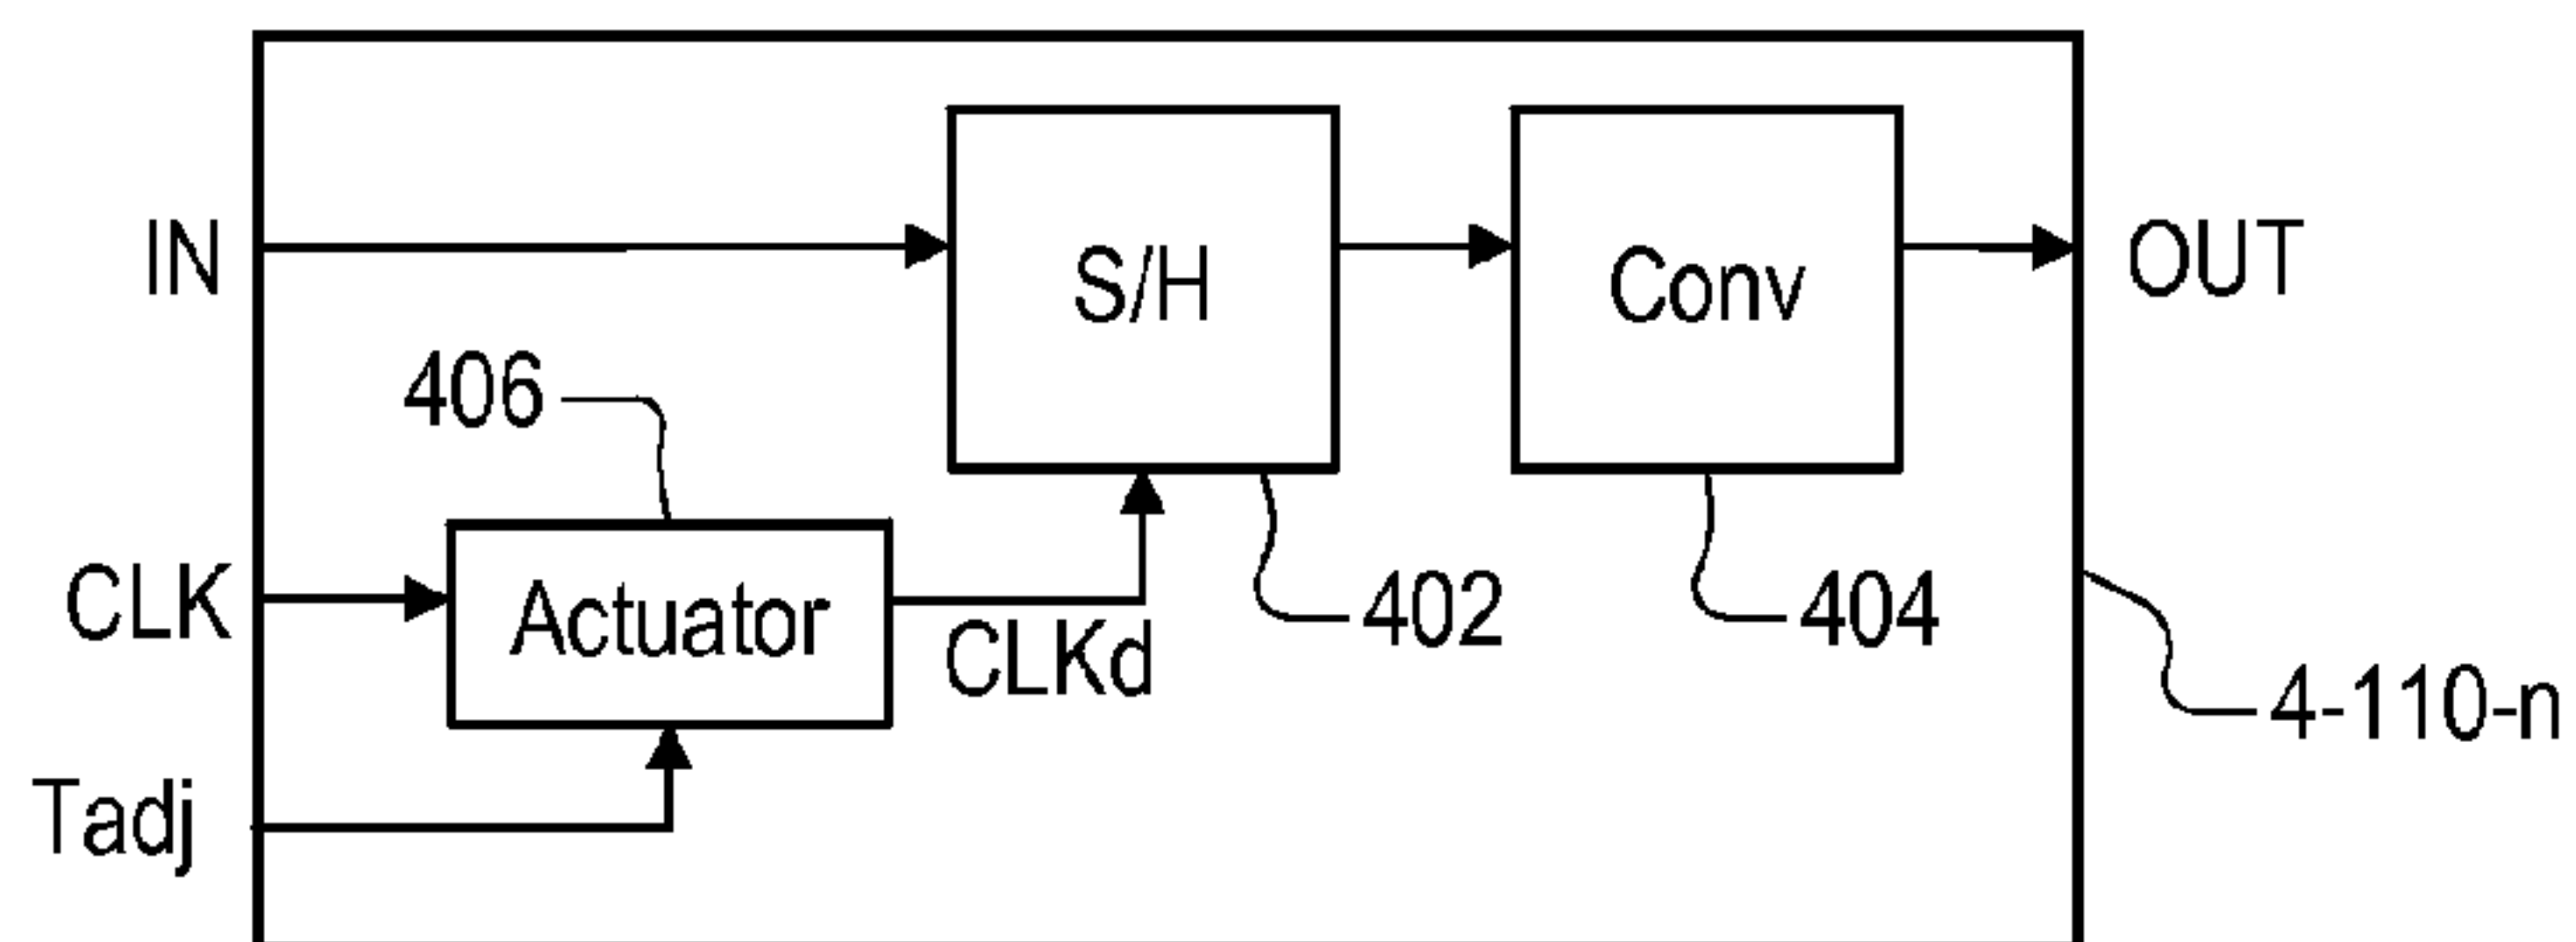 IN
S/H
Conv
OUT
406
CLK
Actuator
CLKd
402
404
4-110-n
Tadj